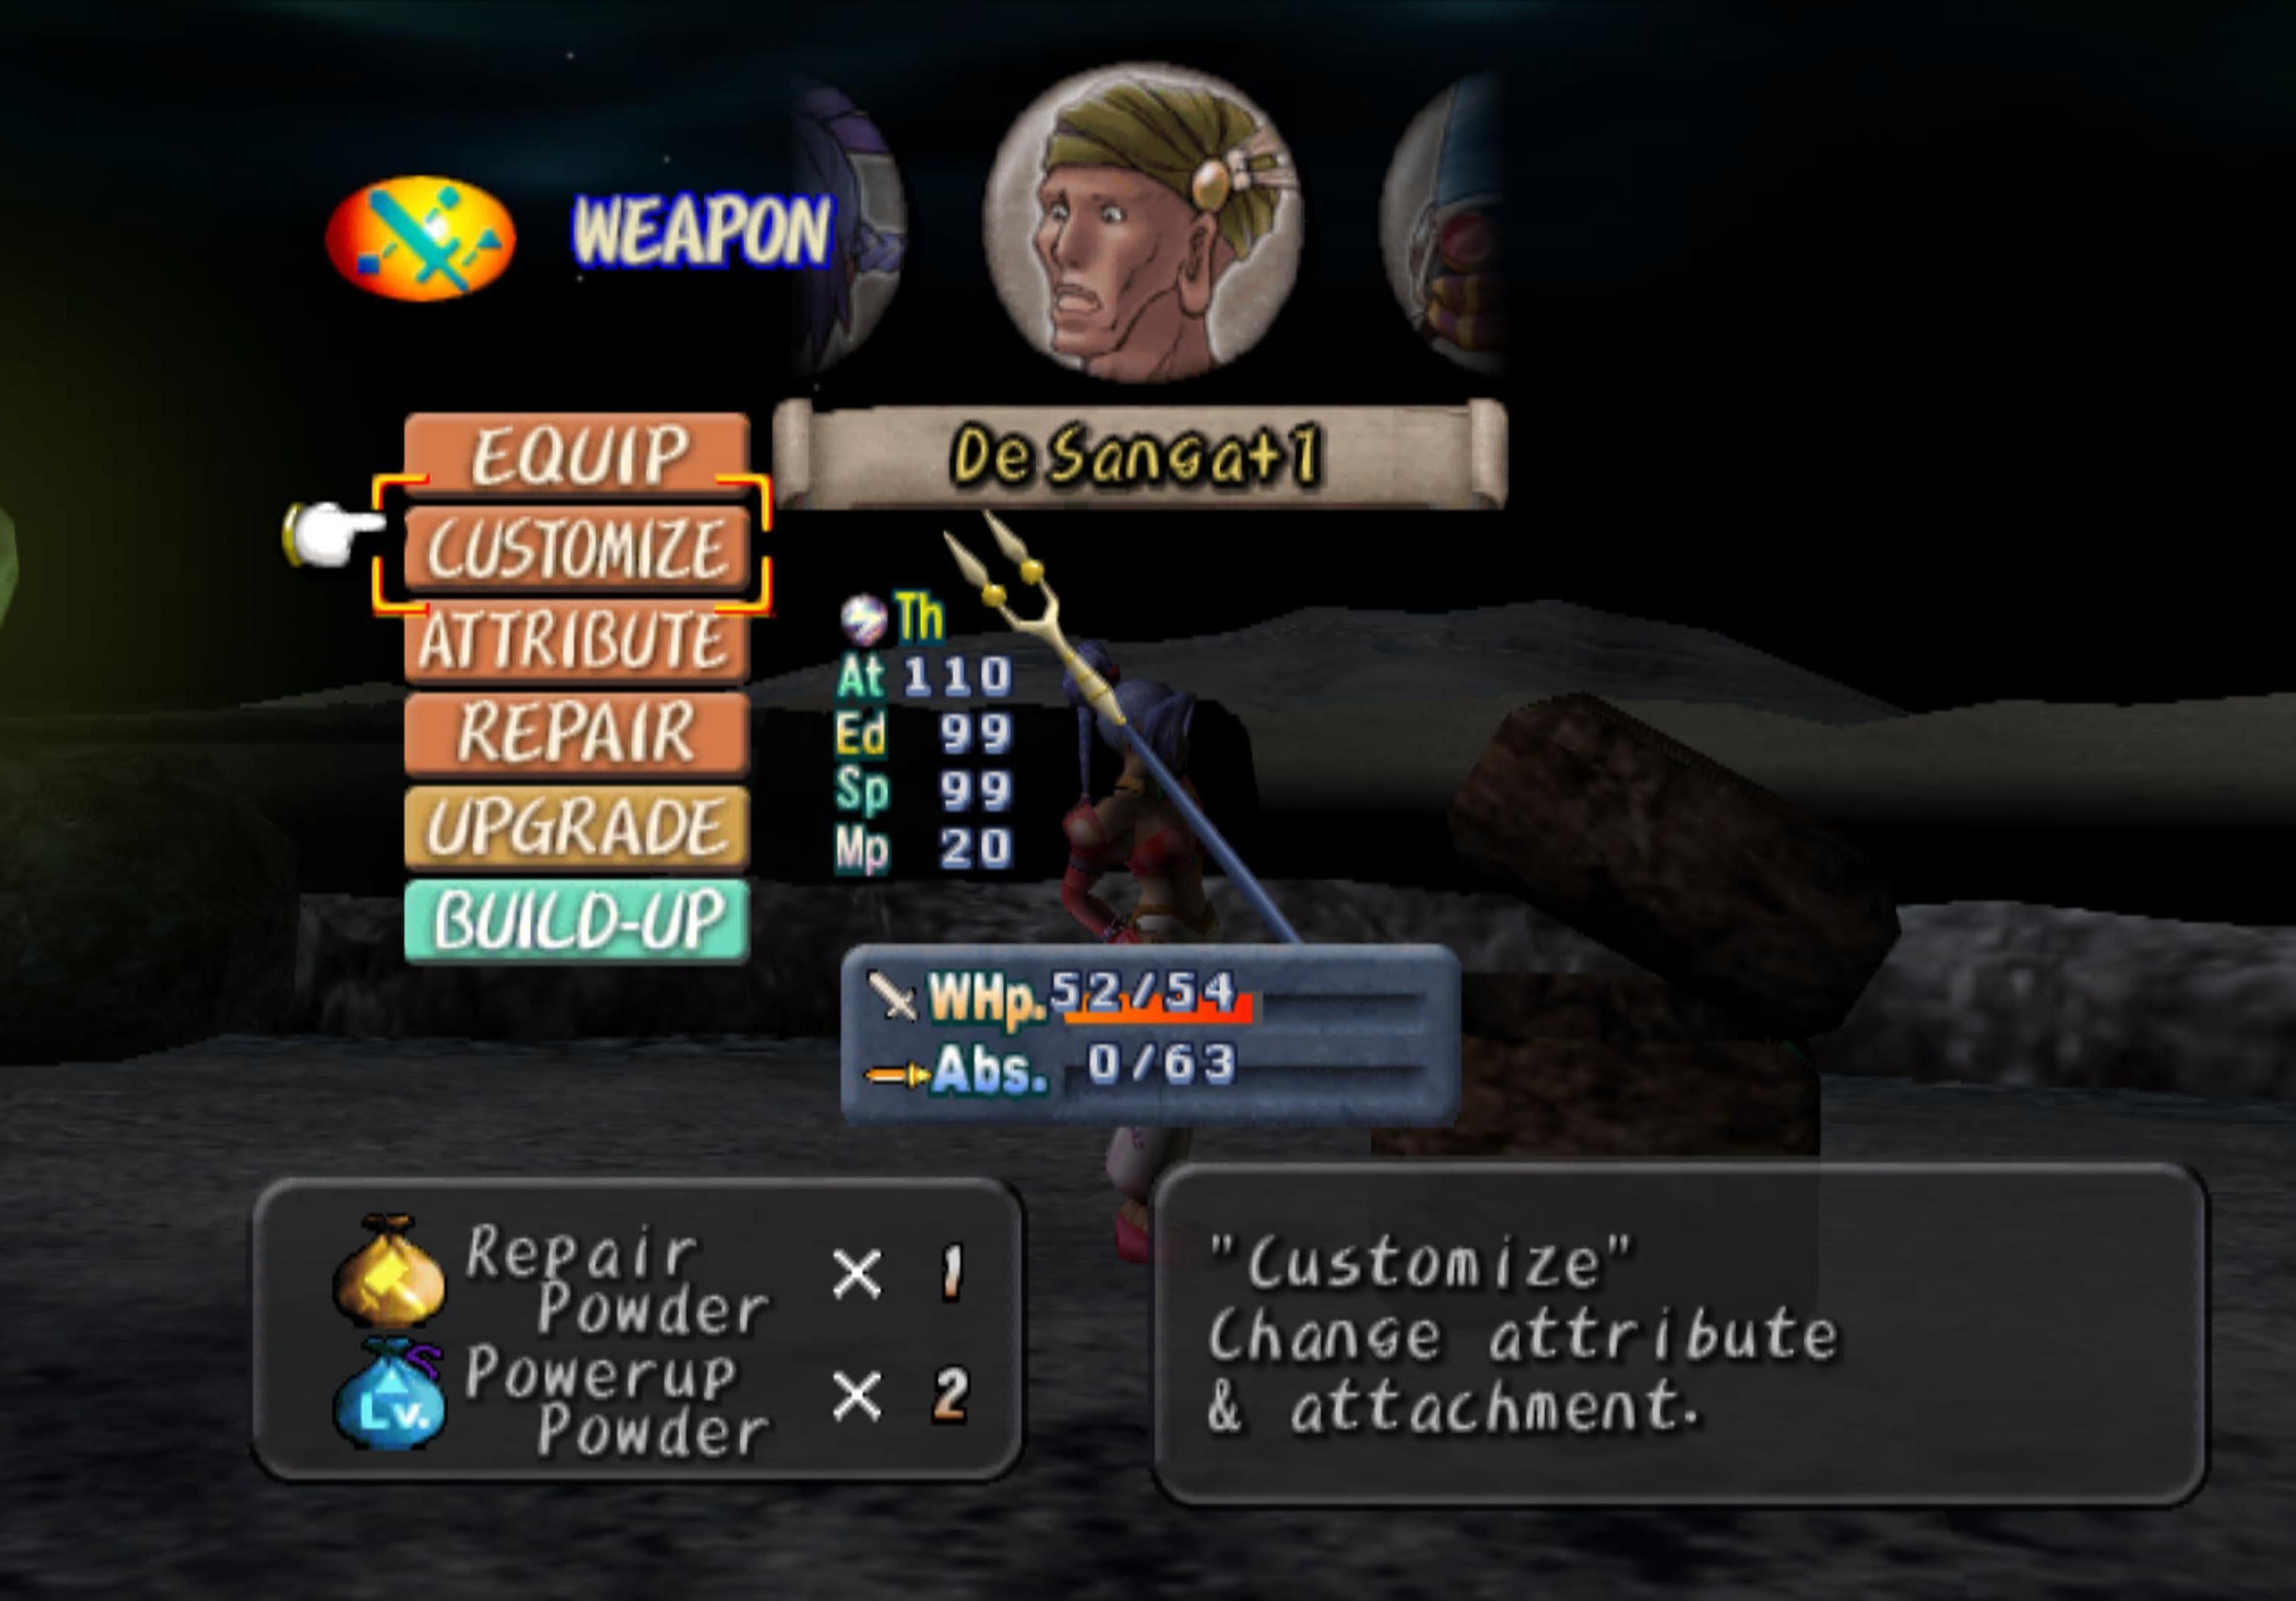 WEAPON
De Sanga+1
EQUIP
CUSTOMIZE
ATTRIBUTE
REPAIR
UPGRADE
BUILD-UP
Th
At 110
Ed 99
Sp 99
Mp 20
WHp. 52/54
Abs. 0/63
Repair
Powder × 1
Lv.
Powerup
Powder × 2
"Customize"
Change attribute
& attachment.